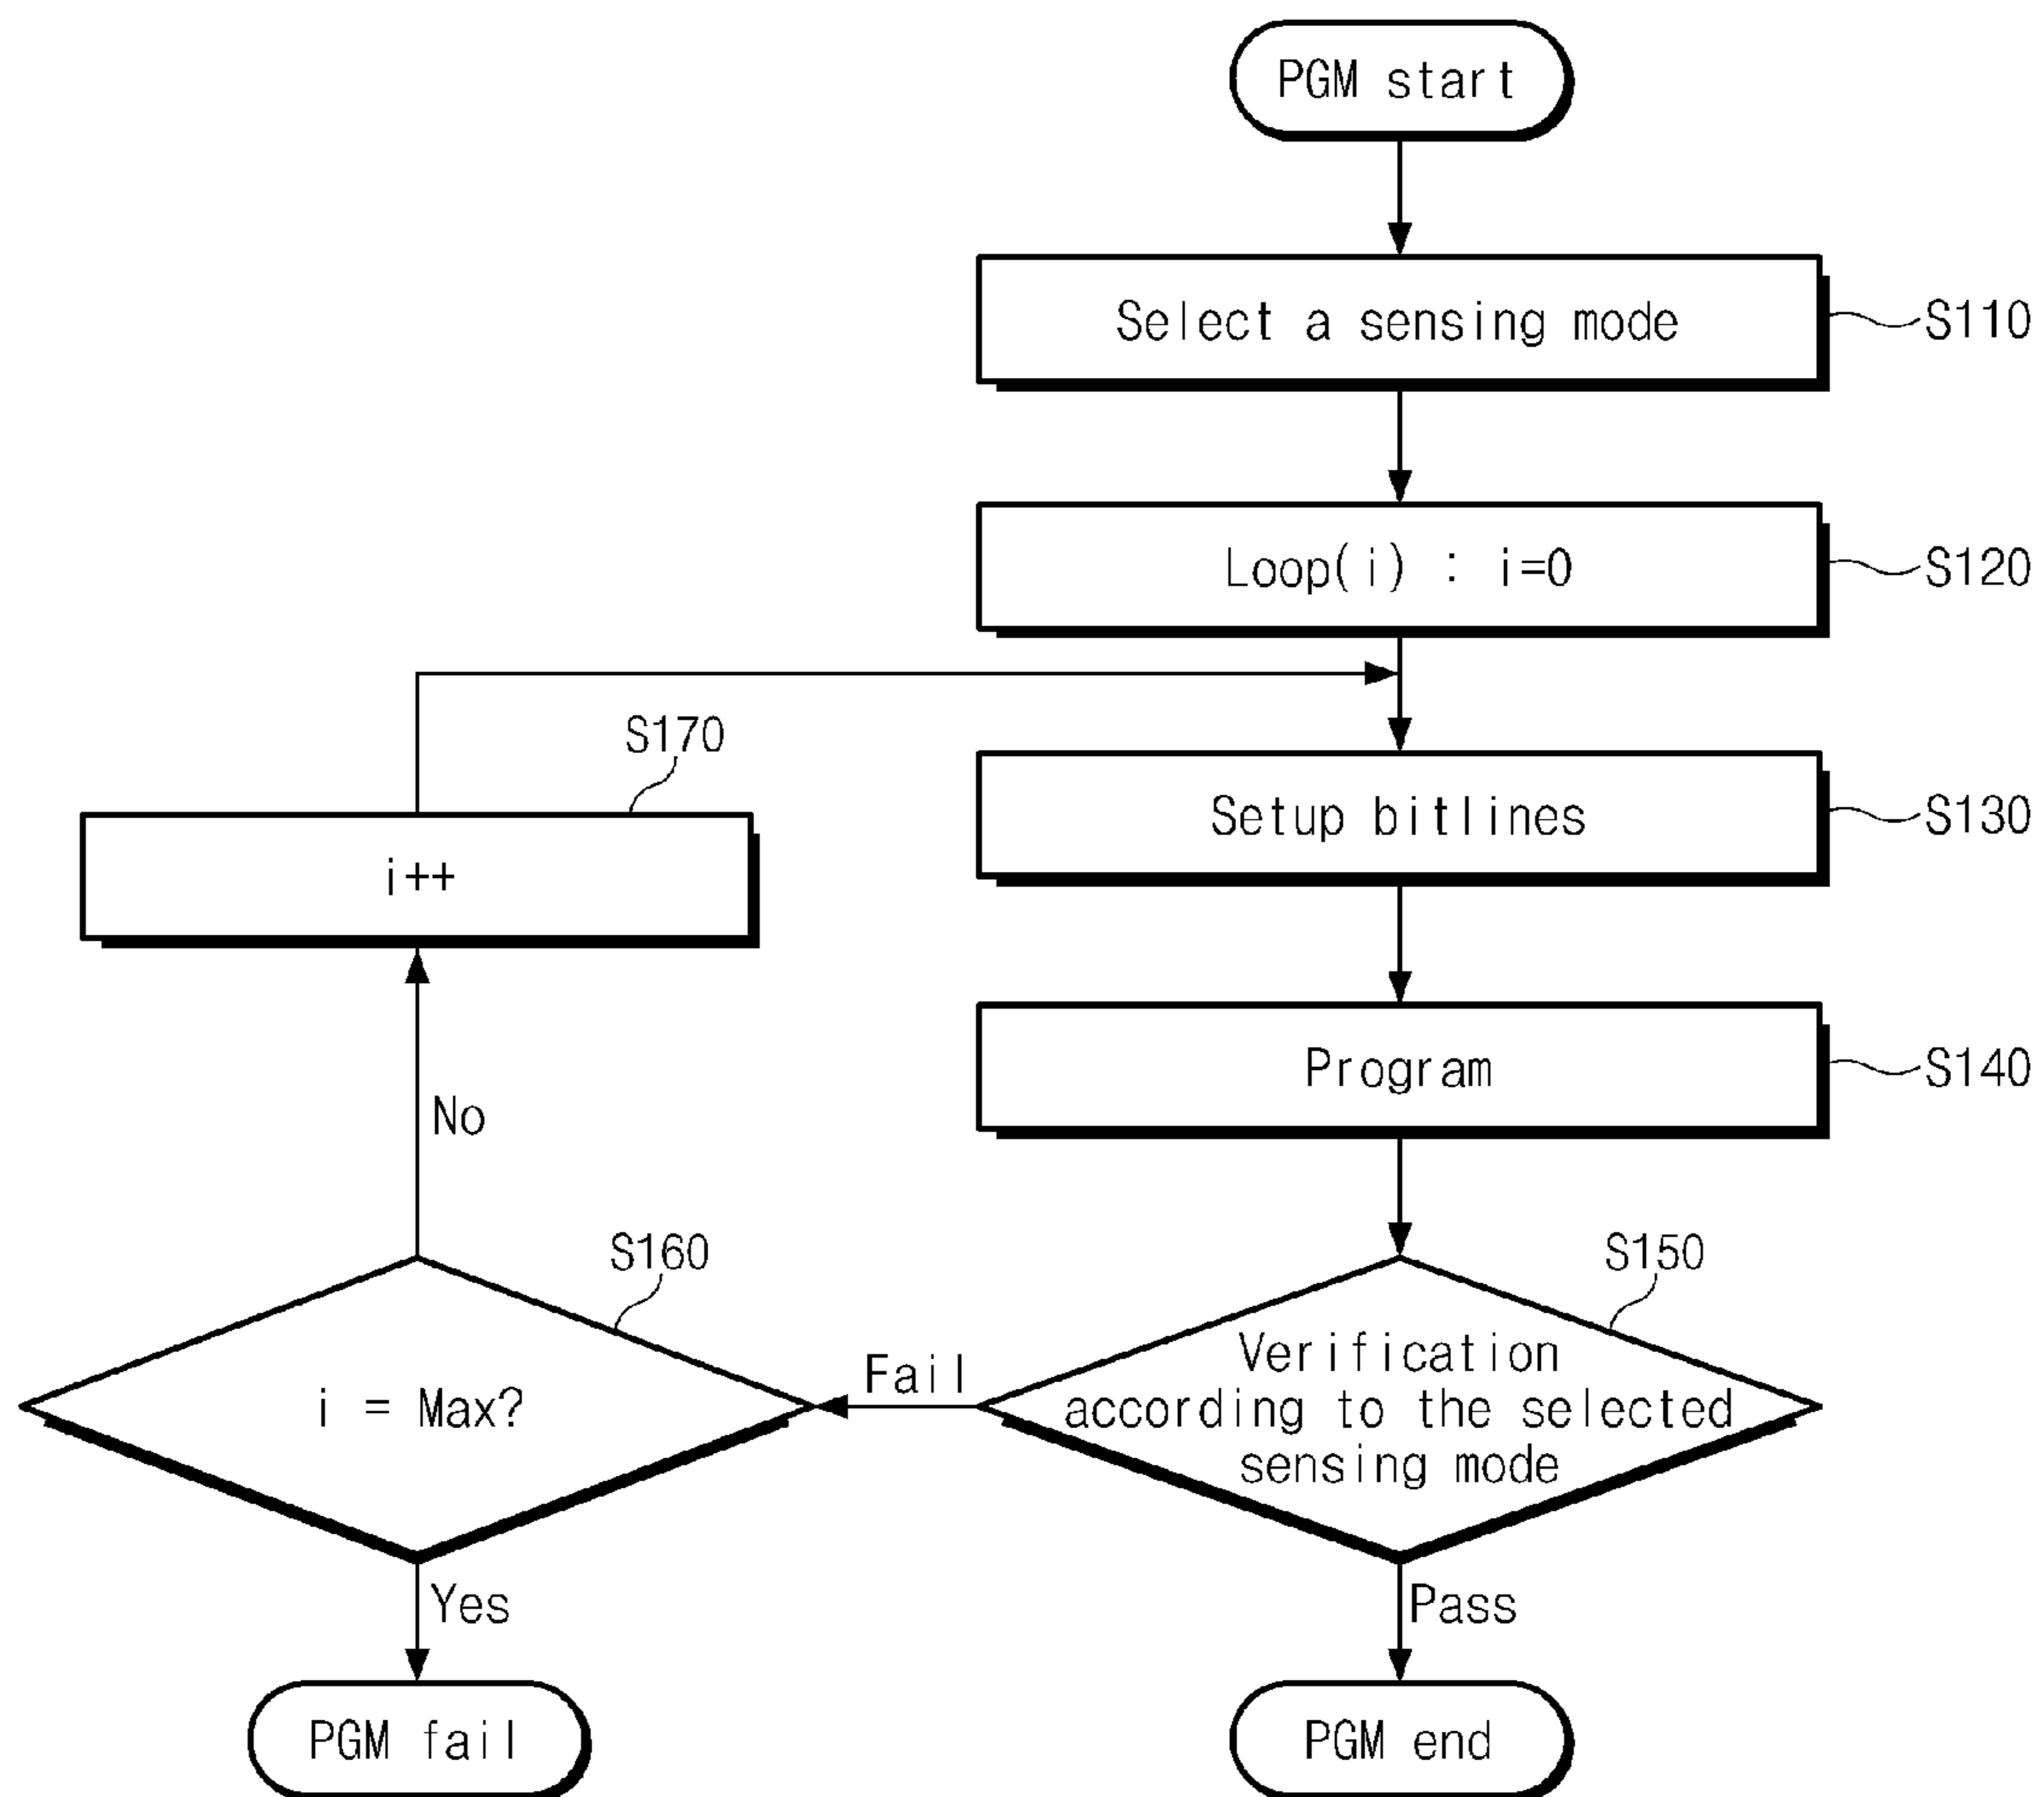 PGM start
Select a sensing mode
S110
Loop(i) : i=0
S120
S170
Setup bitlines
S130
i++
Program
S140
No
S160
S150
Verification
according to the selected
sensing mode
Fail
i = Max?
Yes
Pass
PGM fail
PGM end